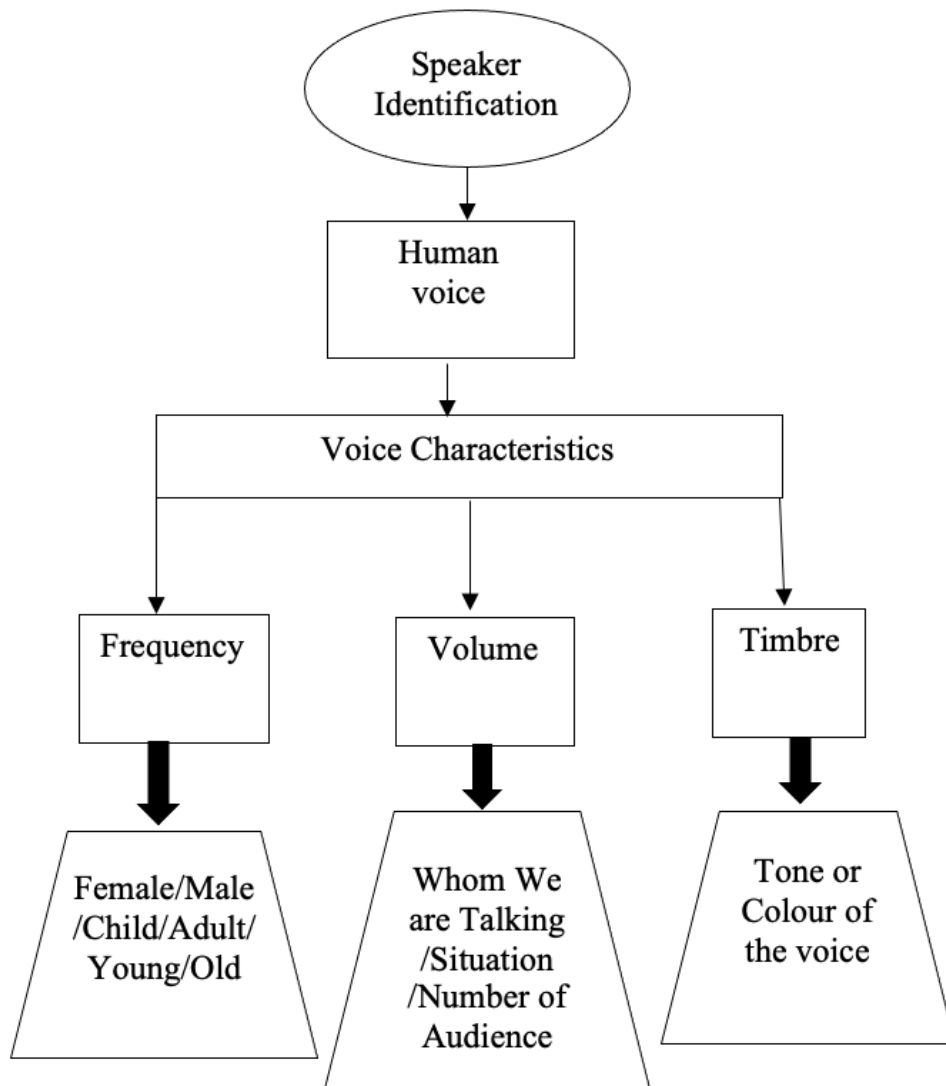 Speaker
Identification
Human
voice
Voice Characteristics
Frequency
Volume
Timbre
Female/Male
/Child/Adult/
Young/Old
Whom We
are Talking
/Situation
/Number of
Audience
Tone or
Colour of
the voice